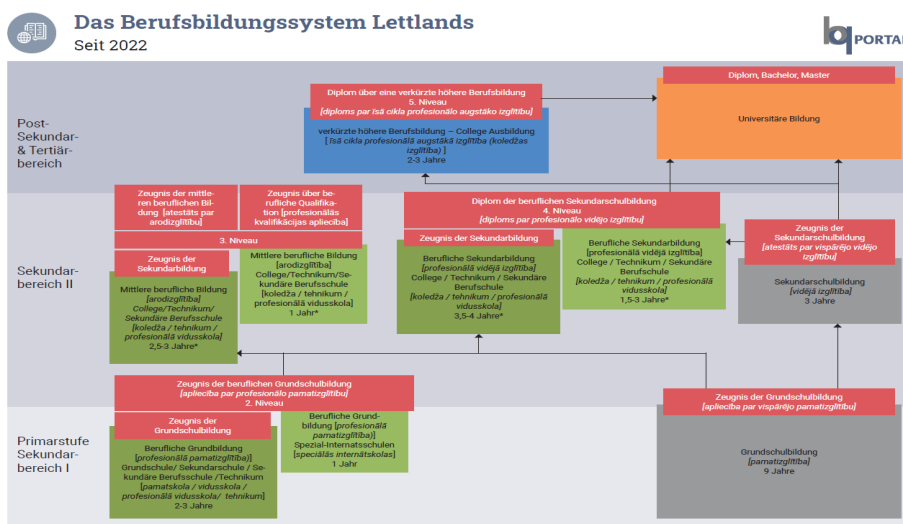 Das Berufsbildungssystem Lettlands
Seit 2022
bq PORTAL
Post-
Sekundar-
& Tertiär-
bereich
Diplom über eine verkürzte höhere Berufsbildung
5. Niveau
[diploms par īsā cikla profesionālo augstāko izglītību]
verkürzte höhere Berufsbildung – College Ausbildung
[ īsā cikla profesionālā augstākā izglītība (koledžas
izglītība) ]
2-3 Jahre
Diplom, Bachelor, Master
Universitäre Bildung
Sekundar-
bereich II
Zeugnis der mittle-
ren beruflichen Bil-
dung [atestāts par
arodizglītību]
Zeugnis über be-
rufliche Qualifika-
tion [profesionālās
kvalifikācijas apliecība]
3. Niveau
Zeugnis der
Sekundarbildung
Mittlere berufliche Bildung
[arodizglītība]
College/Technikum/
Sekundäre Berufsschule
[koledža / tehnikum /
profesionālā vidusskola]
2,5-3 Jahre*
Mittlere berufliche Bildung
[arodizglītība]
College/Technikum/Se-
kundäre Berufsschule
[koledža / tehnikum /
profesionālā vidusskola]
1 Jahr*
Diplom der beruflichen Sekundarschulbildung
4. Niveau
[diploms par profesionālo vidējo izglītību]
Zeugnis der Sekundarbildung
Berufliche Sekundarbildung
[profesionālā vidējā izglītība]
College / Technikum / Sekundäre
Berufschule
[koledža / tehnikum / profesionālā
vidusskola]
3,5-4 Jahre*
Berufliche Sekundarbildung
[profesionālā vidējā izglītība]
College / Technikum / Sekundäre
Berufschule
[koledža / tehnikum / profesionālā
vidusskola]
1,5-3 Jahre*
Zeugnis der
Sekundarschulbildung
[atestāts par vispārējo vidējo
izglītību]
Sekundarschulbildung
[vidējā izglītība]
3 Jahre
Primarstufe
Sekundar-
bereich I
Zeugnis der beruflichen Grundschulbildung
[apliecība par profesionālo pamatizglītību]
2. Niveau
Zeugnis der
Grundschulbildung
Berufliche Grundbildung
[profesionālā pamatizglītība)]
Grundschule/ Sekundarschule / Se-
kundäre Berufsschule /Technikum
[pamatskola / vidusskola /
profesionālā vidusskola/ tehnikum]
2-3 Jahre
Berufliche Grund-
bildung [profesionālā
pamatizglītība)]
Spezial-Internatsschulen
[speciālās internātskolas]
1 Jahr
Zeugnis der Grundschulbildung
[apliecība par vispārējo pamatizglītību]
Grundschulbildung
[pamatizglītība]
9 Jahre